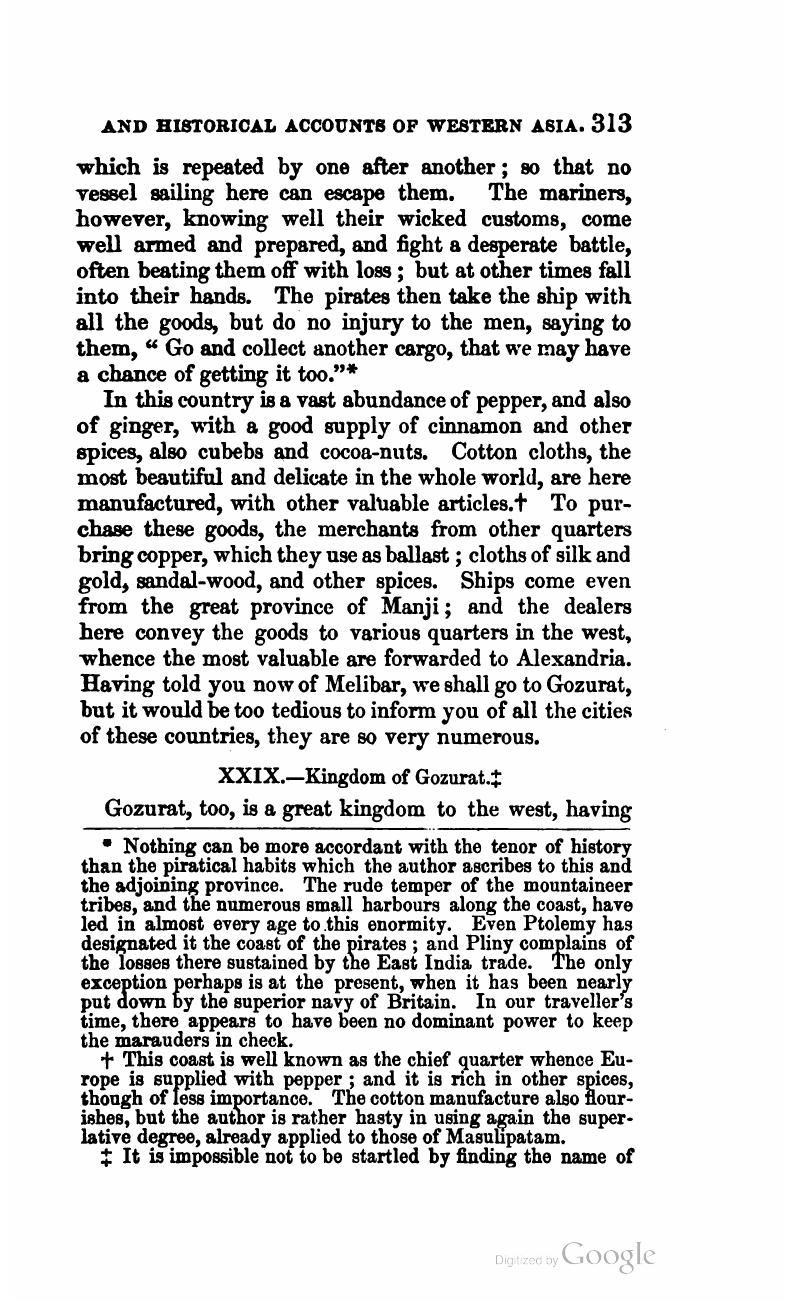 AND HISTORICAL ACCOUNTS OF WESTERN ASIA. 313
which is repeated by one after another; so that no
vessel sailing here can escape them. The mariners,
however, knowing well their wicked customs, come
well armed and prepared, and fight a desperate battle,
often beating them off with loss; but at other times fall
into their hands. The pirates then take the ship with
all the goods, but do no injury to the men, saying to
them, “ Go and collect another cargo, that we may have
a chance of getting it too.”*
In this country is a vast abundance of pepper, and also
of ginger, with a good supply of cinnamon and other
spices, also cubebs and cocoa-nuts. Cotton cloths, the
most beautiful and delicate in the whole world, are here
manufactured, with other valuable articles.† To pur-
chase these goods, the merchants from other quarters
bring copper, which they use as ballast; cloths of silk and
gold, sandal-wood, and other spices. Ships come even
from the great province of Manji; and the dealers
here convey the goods to various quarters in the west,
whence the most valuable are forwarded to Alexandria.
Having told you now of Melibar, we shall go to Gozurat,
but it would be too tedious to inform you of all the cities
of these countries, they are so very numerous.
XXIX.—Kingdom of Gozurat.‡
Gozurat, too, is a great kingdom to the west, having
* Nothing can be more accordant with the tenor of history
than the piratical habits which the author ascribes to this and
the adjoining province. The rude temper of the mountaineer
tribes, and the numerous small harbours along the coast, have
led in almost every age to this enormity. Even Ptolemy has
designated it the coast of the pirates; and Pliny complains of
the losses there sustained by the East India trade. The only
exception perhaps is at the present, when it has been nearly
put down by the superior navy of Britain. In our traveller’s
time, there appears to have been no dominant power to keep
the marauders in check.
† This coast is well known as the chief quarter whence Eu-
rope is supplied with pepper; and it is rich in other spices,
though of less importance. The cotton manufacture also flour-
ishes, but the author is rather hasty in using again the super-
lative degree, already applied to those of Masulipatam.
‡ It is impossible not to be startled by finding the name of
Digitized by Google